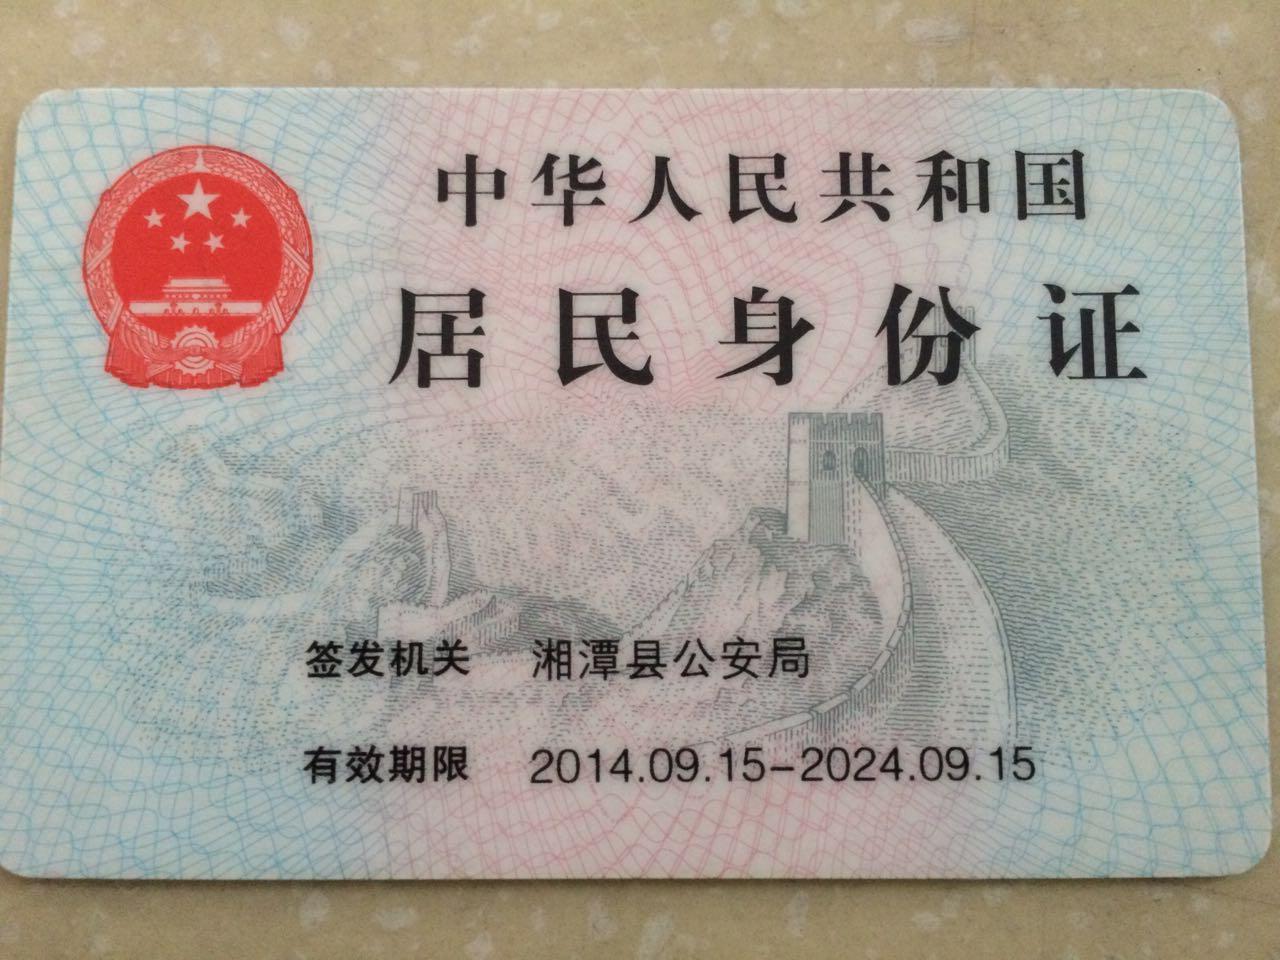 中华人民共和国
居民身份证
签发机关 湘潭县公安局
有效期限 2014.09.15-2024.09.15